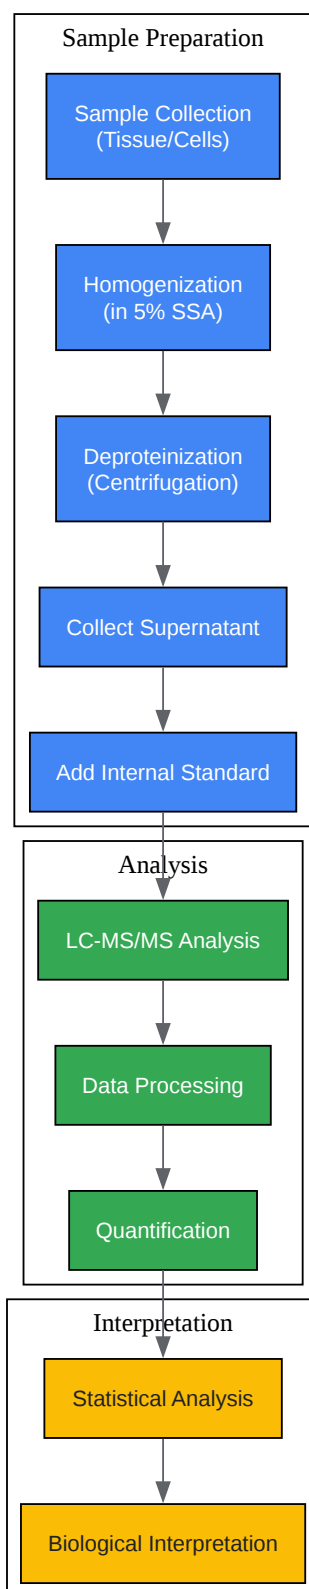 Sample Preparation
Sample Collection
(Tissue/Cells)
Homogenization
(in 5% SSA)
Deproteinization
(Centrifugation)
Collect Supernatant
Add Internal Standard
Analysis
LC-MS/MS Analysis
Data Processing
Quantification
Interpretation
Statistical Analysis
Biological Interpretation